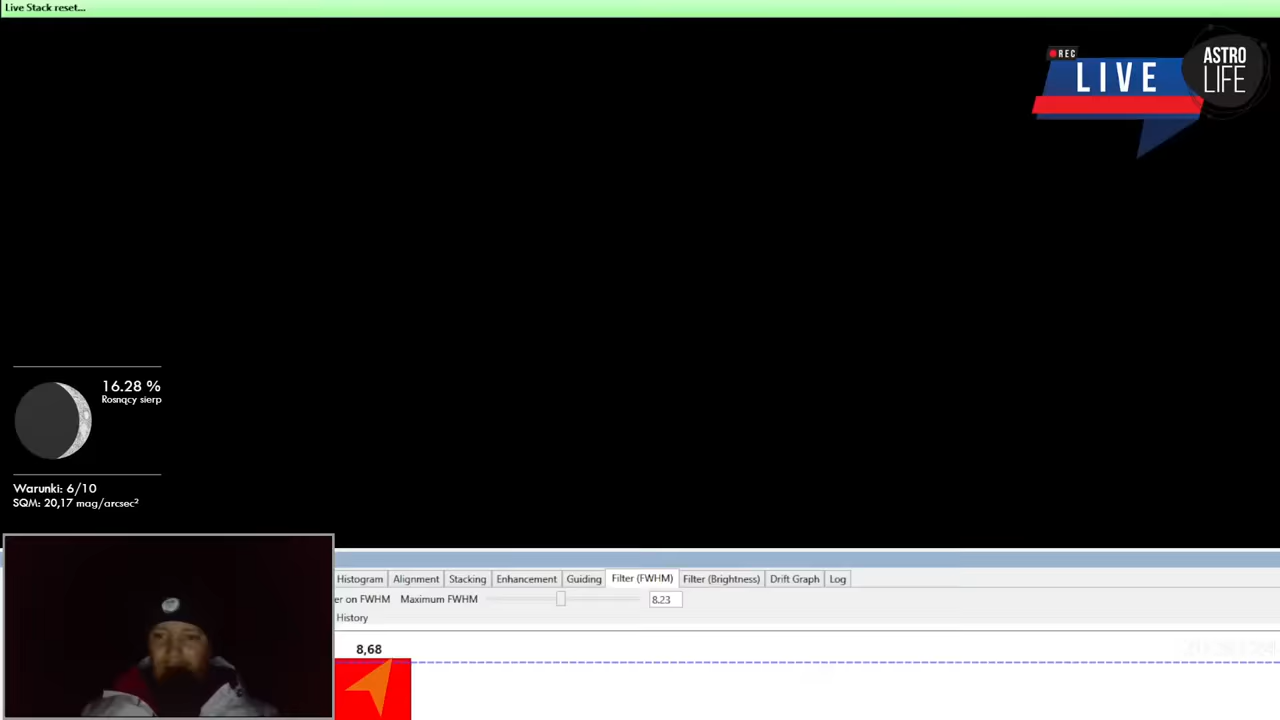 Live Stack reset...
REC
LIVE
ASTRO
LIFE
16.28 %
Rosnący sierp
Warunki: 6/10
SQM: 20,17 mag/arcsec²
Histogram Alignment Stacking Enhancement Guiding Filter (FWHM) Filter (Brightness) Drift Graph Log
er on FWHM Maximum FWHM 8.23
History
8,68